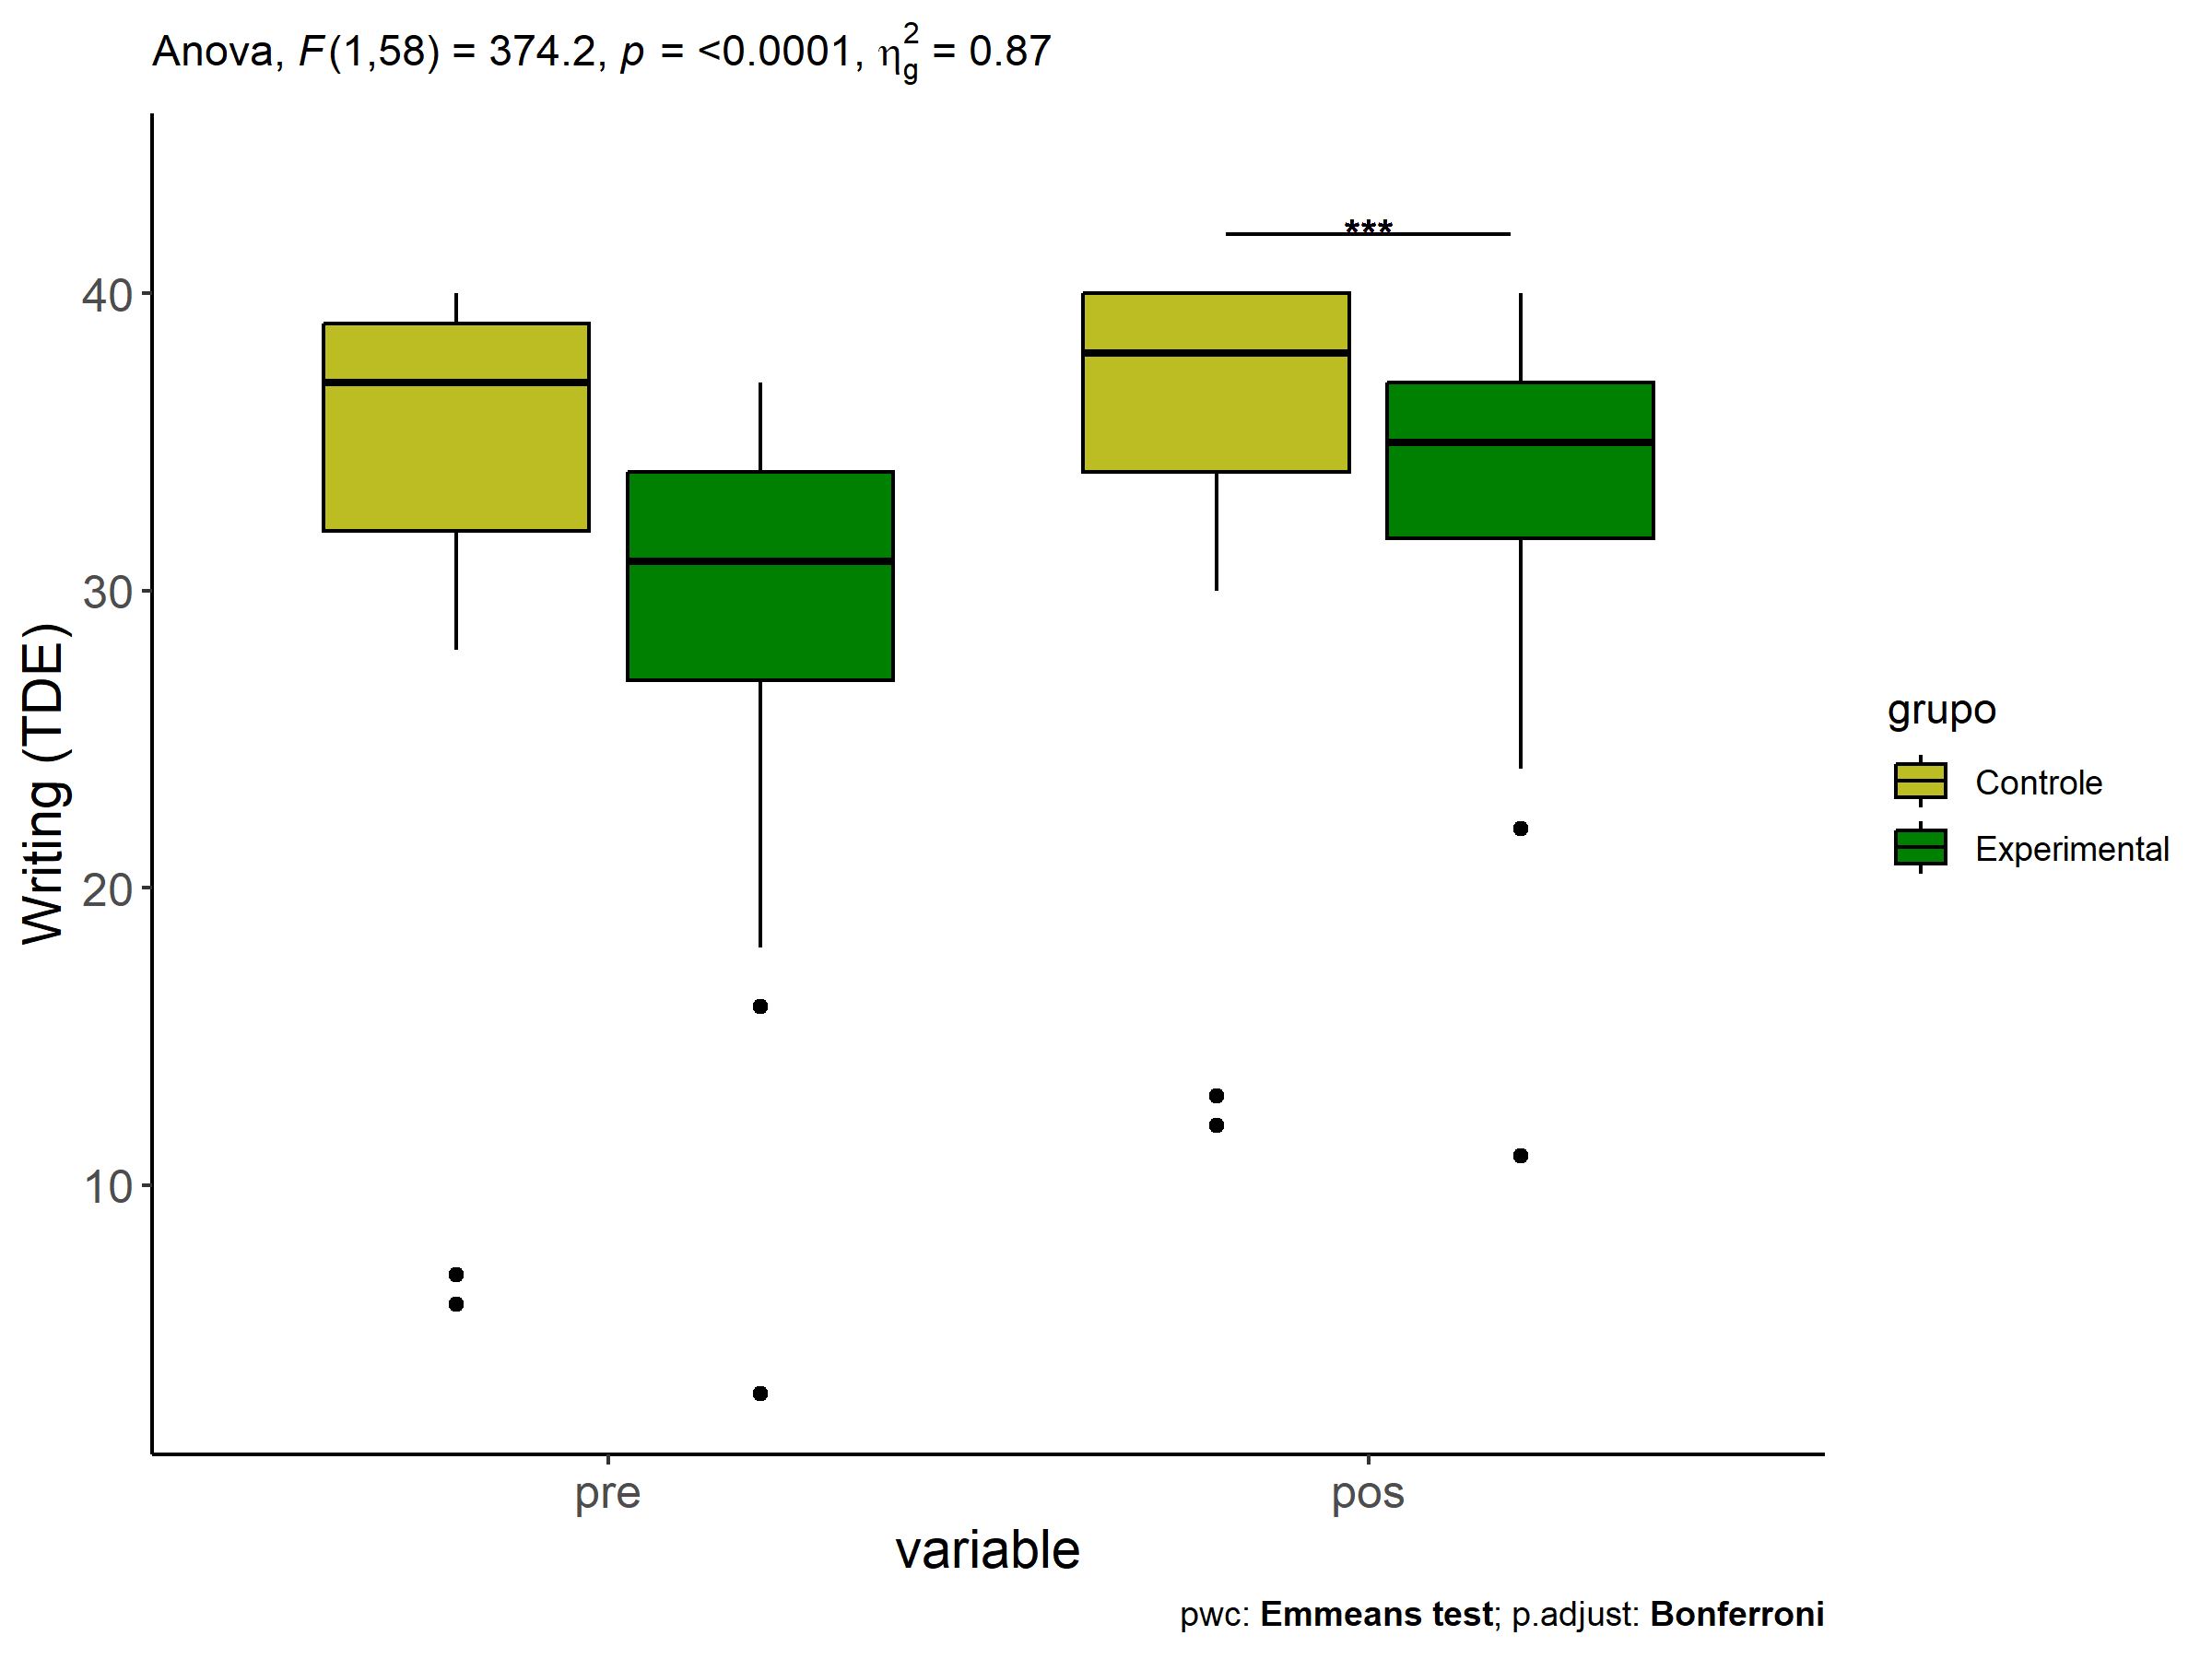 Anova, F(1,58) = 374.2, p = <0.0001, η²g = 0.87
***
40
30
20
10
Writing (TDE)
pre
pos
variable
grupo
Controle
Experimental
pwc: Emmeans test; p.adjust: Bonferroni